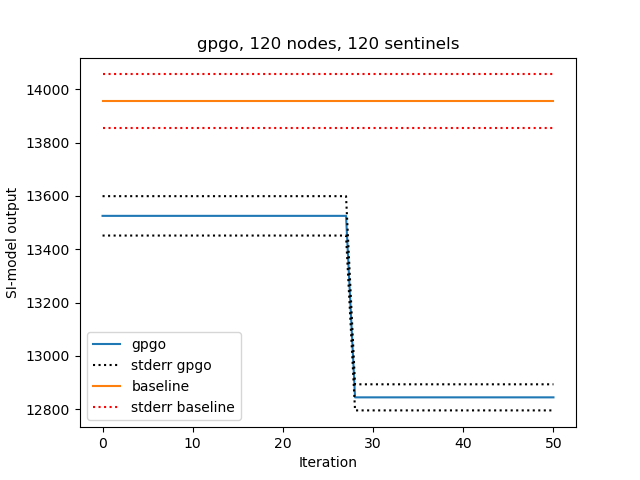 gpgo, 120 nodes, 120 sentinels
14000
13800
13600
13400
13200
13000
12800
SI-model output
gpgo
stderr gpgo
baseline
stderr baseline
0 10 20 30 40 50
Iteration